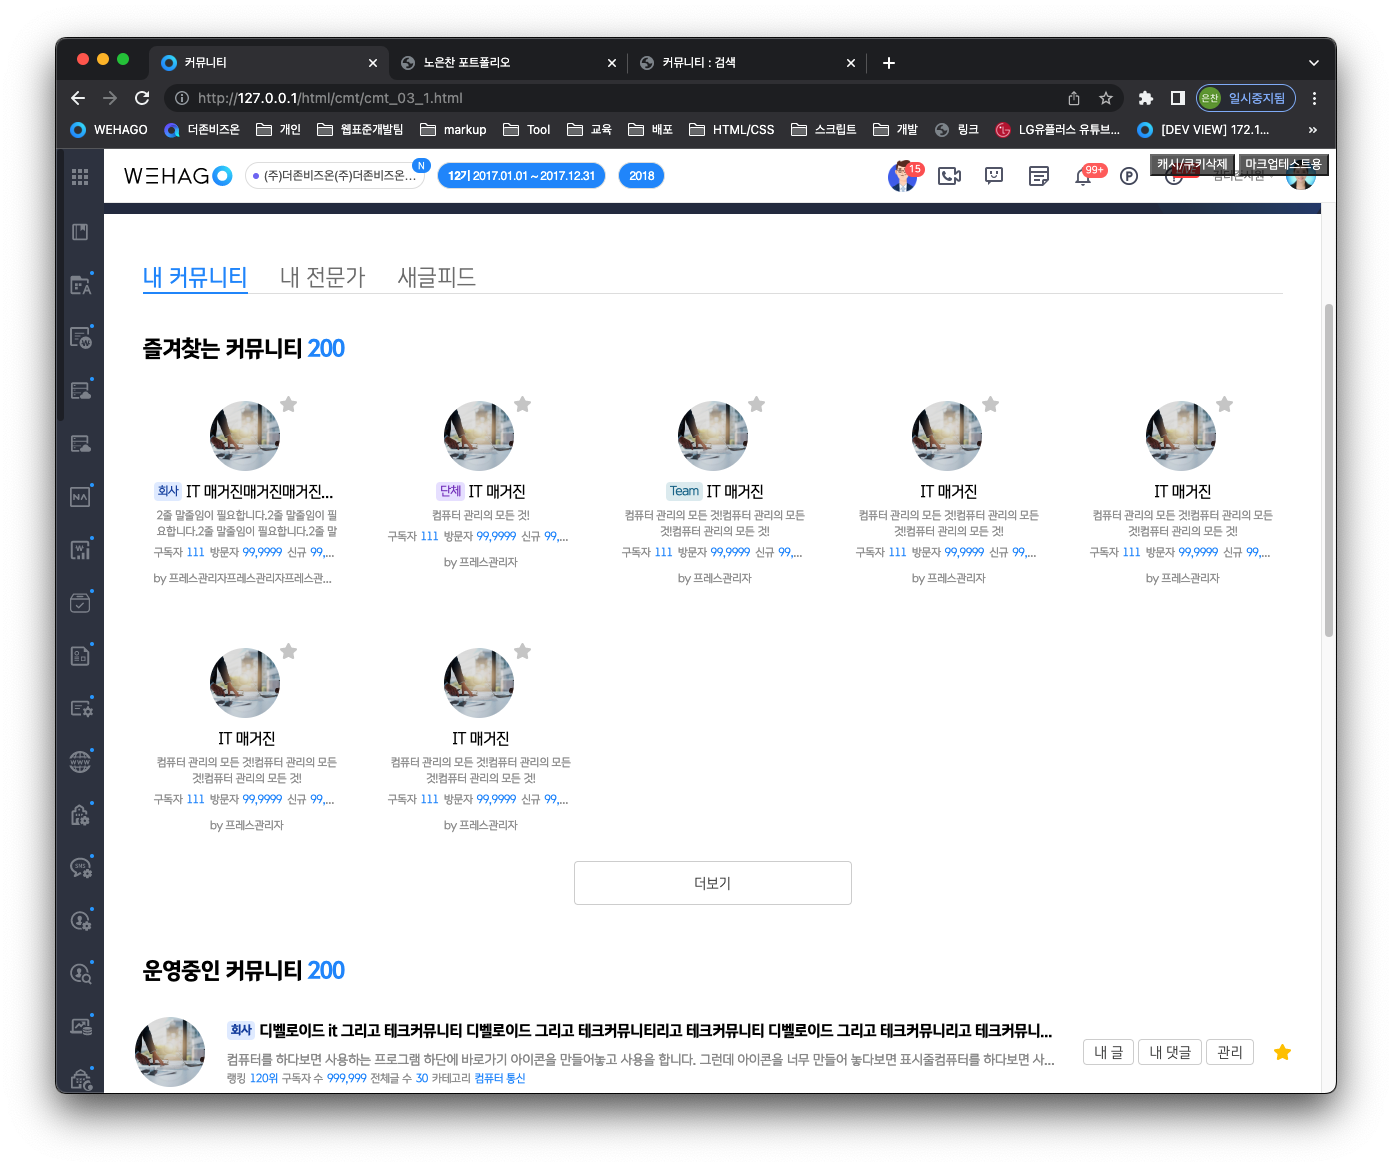 커뮤니티
노은찬 포트폴리오
커뮤니티 : 검색
http://127.0.0.1/html/cmt/cmt_03_1.html
은찬 일시중지됨
WEHAGO 더존비즈온 개인 웹표준개발팀 markup Tool 교육 배포 HTML/CSS 스크립트 개발 링크 LG유플러스 유튜브... [DEV VIEW] 172.1... »
WEHAGO (주)더존비즈온(주)더존비즈온... N 12기 2017.01.01 ~ 2017.12.31 2018 15 99+ 캐시/쿠키삭제 마크업테스트용
내 커뮤니티 내 전문가 새글피드
즐겨찾는 커뮤니티 200
회사 IT 매거진매거진매거진...
2줄 말줄임이 필요합니다.2줄 말줄임이 필
요합니다.2줄 말줄임이 필요합니다.2줄 말
구독자 111 방문자 99,9999 신규 99,...
by 프레스관리자프레스관리자프레스관...
단체 IT 매거진
컴퓨터 관리의 모든 것!
구독자 111 방문자 99,9999 신규 99,...
by 프레스관리자
Team IT 매거진
컴퓨터 관리의 모든 것!컴퓨터 관리의 모든
것!컴퓨터 관리의 모든 것!
구독자 111 방문자 99,9999 신규 99,...
by 프레스관리자
IT 매거진
컴퓨터 관리의 모든 것!컴퓨터 관리의 모든
것!컴퓨터 관리의 모든 것!
구독자 111 방문자 99,9999 신규 99,...
by 프레스관리자
IT 매거진
컴퓨터 관리의 모든 것!컴퓨터 관리의 모든
것!컴퓨터 관리의 모든 것!
구독자 111 방문자 99,9999 신규 99,...
by 프레스관리자
IT 매거진
컴퓨터 관리의 모든 것!컴퓨터 관리의 모든
것!컴퓨터 관리의 모든 것!
구독자 111 방문자 99,9999 신규 99,...
by 프레스관리자
IT 매거진
컴퓨터 관리의 모든 것!컴퓨터 관리의 모든
것!컴퓨터 관리의 모든 것!
구독자 111 방문자 99,9999 신규 99,...
by 프레스관리자
더보기
운영중인 커뮤니티 200
회사 디벨로이드 it 그리고 테크커뮤니티 디벨로이드 그리고 테크커뮤니티리고 테크커뮤니티 디벨로이드 그리고 테크커뮤니리고 테크커뮤니...
컴퓨터를 하다보면 사용하는 프로그램 하단에 바로가기 아이콘을 만들어놓고 사용을 합니다. 그런데 아이콘을 너무 만들어 놓다보면 표시줄컴퓨터를 하다보면 사...
랭킹 120위 구독자 수 999,999 전체글 수 30 카테고리 컴퓨터 통신
내 글 내 댓글 관리